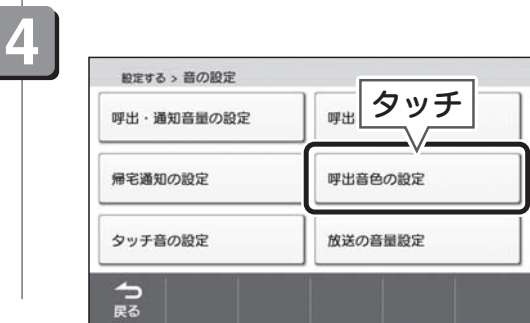 4
設定する > 音の設定
呼出・通知音量の設定
呼出
タッチ
帰宅通知の設定
呼出音色の設定
タッチ音の設定
放送の音量設定
戻る